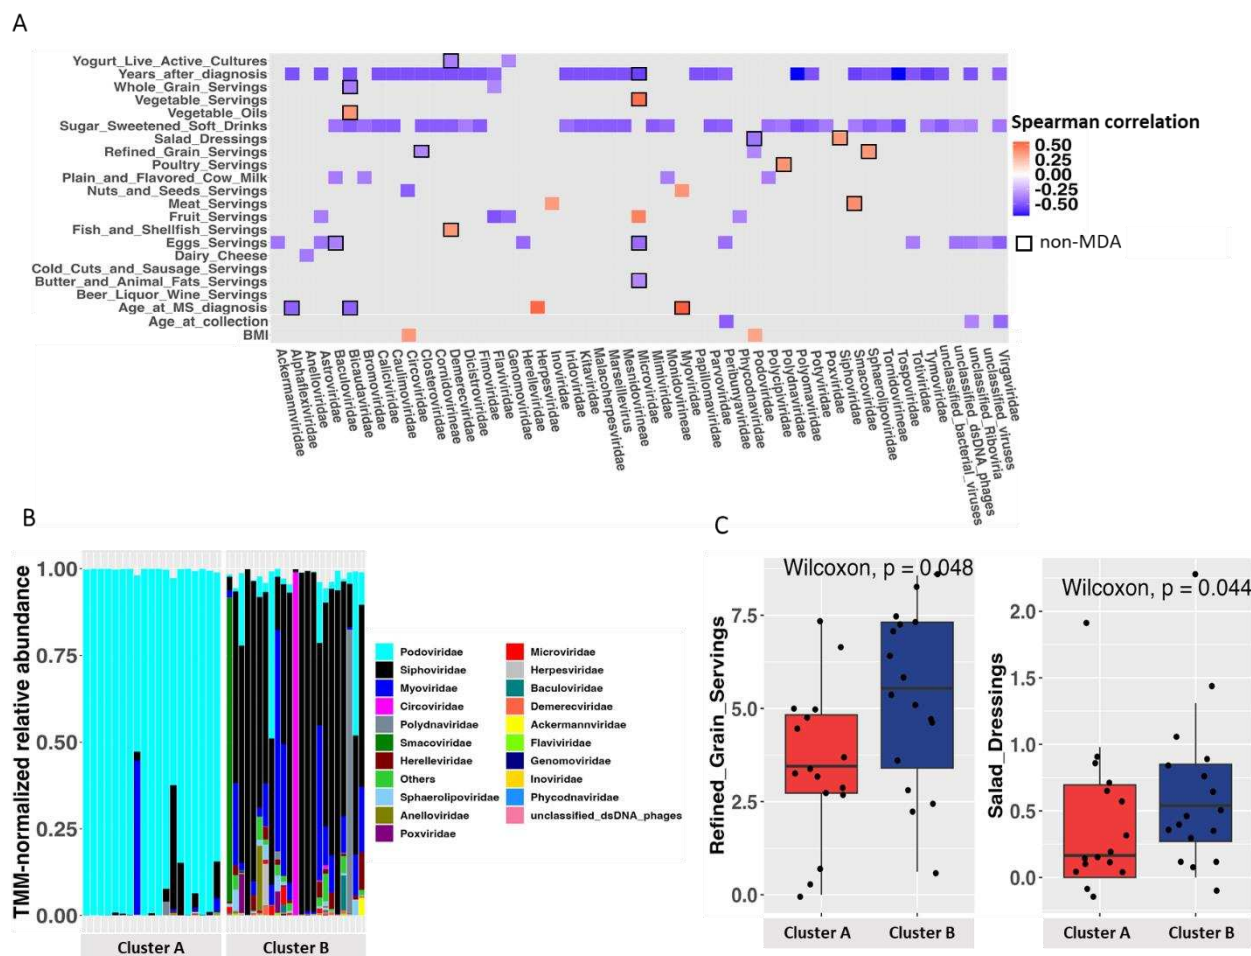 A
Yogurt_Live_Active_Cultures
Years_after_diagnosis
Whole_Grain_Servings
Vegetable_Servings
Vegetable_Oils
Sugar_Sweetened_Soft_Drinks
Salad_Dressings
Refined_Grain_Servings
Poultry_Servings
Plain_and_Flavored_Cow_Milk
Nuts_and_Seeds_Servings
Meat_Servings
Fruit_Servings
Fish_and_Shellfish_Servings
Eggs_Servings
Dairy_Cheese
Cold_Cuts_and_Sausage_Servings
Butter_and_Animal_Fats_Servings
Beer_Liquor_Wine_Servings
Age_at_MS_diagnosis
Age_at_collection
BMI
Spearman correlation
0.50
0.25
0.00
-0.25
-0.50
non-MDA
Ackermannviridae
Alphaflexiviridae
Anelloviridae
Astroviridae
Baculoviridae
Bicaudaviridae
Bromoviridae
Caliciviridae
Caulimoviridae
Circoviridae
Closteroviridae
Cornidovirineae
Demerecviridae
Dicistroviridae
Fimoviridae
Flaviviridae
Genomoviridae
Herelleviridae
Herpesviridae
Inoviridae
Iridoviridae
Kitaviridae
Malacoherpesviridae
Marseillevirus
Mesnidovirineae
Microviridae
Mimiviridae
Monidovirineae
Myoviridae
Papillomaviridae
Parvoviridae
Peribunyaviridae
Phycodnaviridae
Podoviridae
Polycipiviridae
Polydnaviridae
Polyomaviridae
Potyviridae
Poxviridae
Siphoviridae
Smacoviridae
Sphaerolipoviridae
Tornidovirineae
Tospoviridae
Totiviridae
Tymoviridae
unclassified_bacterial_viruses
unclassified_dsDNA_phages
unclassified_Riboviria
unclassified_viruses
Virgaviridae
B
TMM-normalized relative abundance
1.00
0.75
0.50
0.25
0.00
Cluster A
Cluster B
Podoviridae
Siphoviridae
Myoviridae
Circoviridae
Polydnaviridae
Smacoviridae
Herelleviridae
Others
Sphaerolipoviridae
Anelloviridae
Poxviridae
Microviridae
Herpesviridae
Baculoviridae
Demerecviridae
Ackermannviridae
Flaviviridae
Genomoviridae
Inoviridae
Phycodnaviridae
unclassified_dsDNA_phages
C
Wilcoxon, p = 0.048
Refined_Grain_Servings
7.5
5.0
2.5
0.0
Cluster A
Cluster B
Wilcoxon, p = 0.044
Salad_Dressings
2.0
1.5
1.0
0.5
0.0
Cluster A
Cluster B